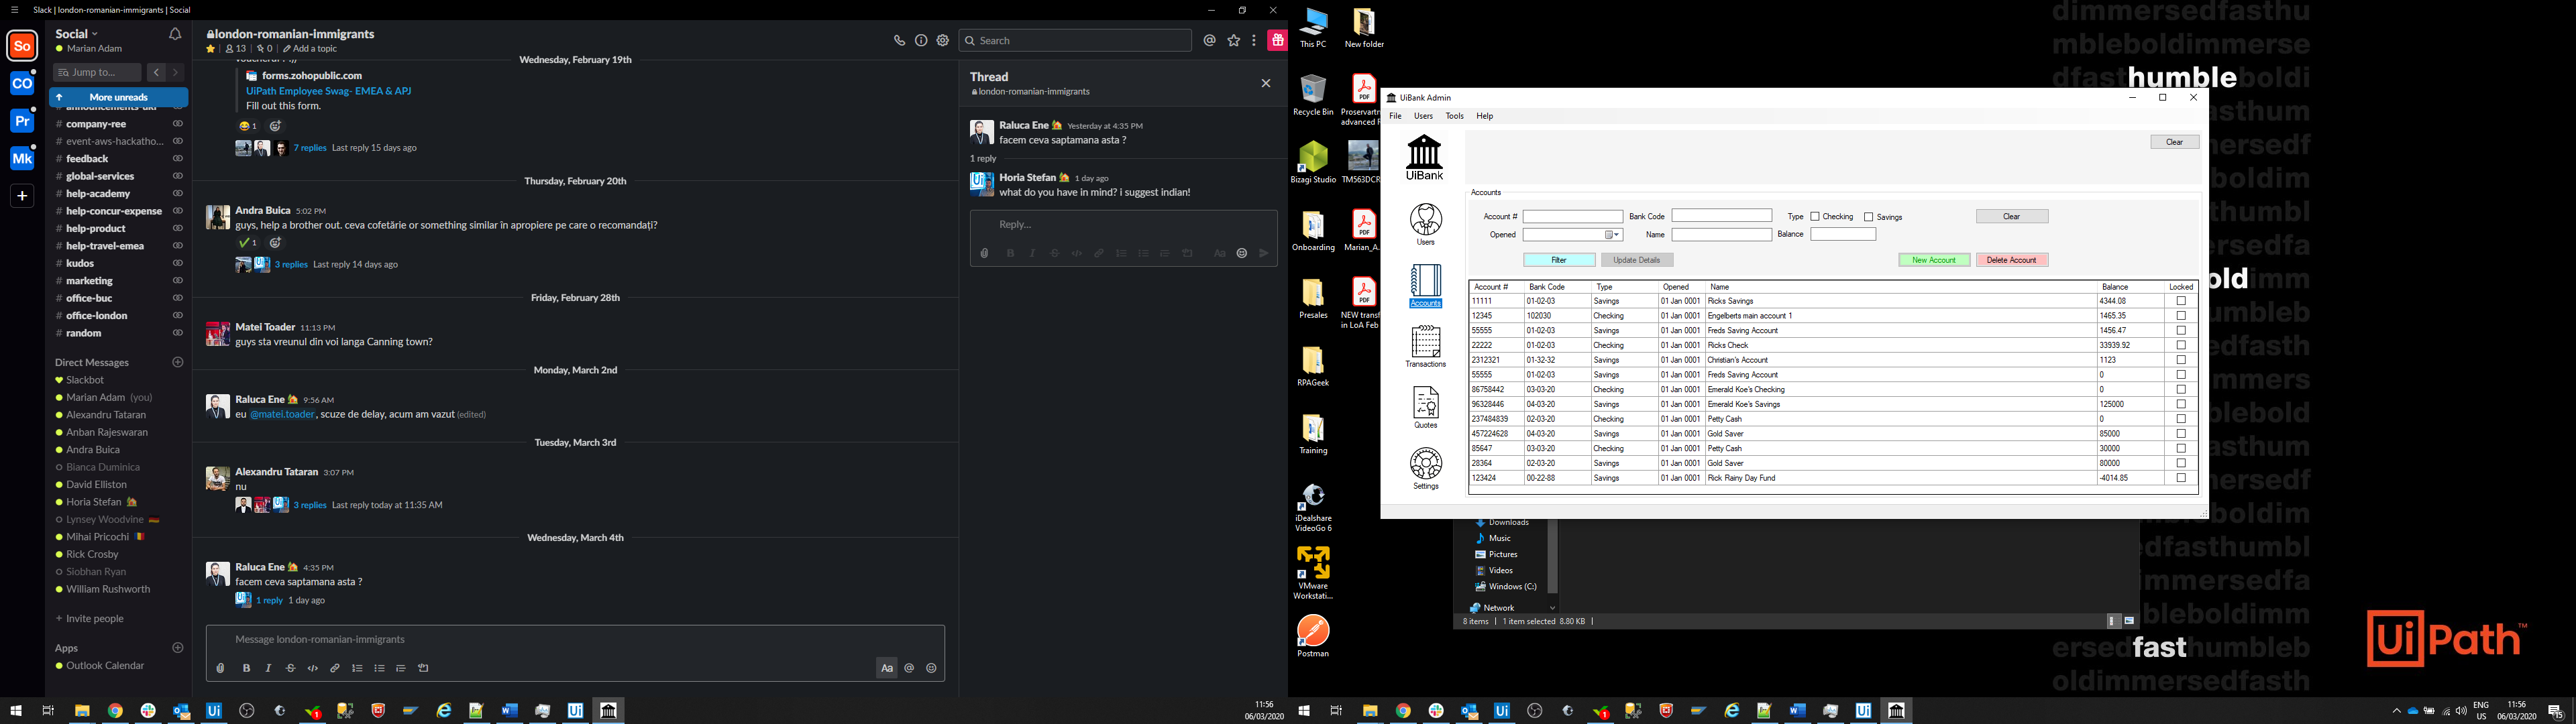 Slack | london-romanian-immigrants | Social
So
CO
Pr
Mk
Social
Marian Adam
Jump to...
More unreads
# company-ree
# event-aws-hackatho...
# feedback
# global-services
# help-academy
# help-concur-expense
# help-product
# help-travel-emea
# kudos
# marketing
# office-buc
# office-london
# random
Direct Messages
Slackbot
Marian Adam (you)
Alexandru Tataran
Anban Rajeswaran
Andra Buica
Bianca Duminica
David Elliston
Horia Stefan
Lynsey Woodvine
Mihai Pricochi
Rick Crosby
Siobhan Ryan
William Rushworth
+ Invite people
Apps
Outlook Calendar
london-romanian-immigrants
13 | 0 | Add a topic
Search
Wednesday, February 19th
forms.zohopublic.com
UiPath Employee Swag- EMEA & APJ
Fill out this form.
1
7 replies Last reply 15 days ago
Thursday, February 20th
Andra Buica 5:02 PM
guys, help a brother out. ceva cofetărie or something similar în apropiere pe care o recomandați?
1
3 replies Last reply 14 days ago
Friday, February 28th
Matei Toader 11:13 PM
guys sta vreunul din voi langa Canning town?
Monday, March 2nd
Raluca Ene 9:56 AM
eu @matei.toader, scuze de delay, acum am vazut (edited)
Tuesday, March 3rd
Alexandru Tataran 3:07 PM
nu
3 replies Last reply today at 11:35 AM
Wednesday, March 4th
Raluca Ene 4:35 PM
facem ceva saptamana asta ?
1 reply 1 day ago
Message london-romanian-immigrants
Thread
london-romanian-immigrants
Raluca Ene Yesterday at 4:35 PM
facem ceva saptamana asta ?
1 reply
Horia Stefan 1 day ago
what do you have in mind? i suggest indian!
Reply...
11:56
06/03/2020
This PC
New folder
Recycle Bin
Proservartn
advanced F
Bizagi Studio
TM563DCR
Onboarding
Marian_A.
Presales
NEW transf
in LoA Feb
RPAGeek
Training
iDealshare
VideoGo 6
VMware
Workstati...
Postman
UiBank Admin
File Users Tools Help
UiBank
Users
Accounts
Transactions
Quotes
Settings
Clear
Accounts
Account # Bank Code Type Checking Savings Clear
Opened Name Balance
Filter Update Details New Account Delete Account
Account # Bank Code Type Opened Name Balance Locked
11111 01-02-03 Savings 01 Jan 0001 Ricks Savings 4344.08
12345 102030 Checking 01 Jan 0001 Engelberts main account 1 1465.35
55555 01-02-03 Savings 01 Jan 0001 Freds Saving Account 1456.47
22222 01-02-03 Checking 01 Jan 0001 Ricks Check 33939.92
2312321 01-32-32 Savings 01 Jan 0001 Christian's Account 1123
55555 01-02-03 Savings 01 Jan 0001 Freds Saving Account 0
86758442 03-03-20 Checking 01 Jan 0001 Emerald Koe's Checking 0
96328446 04-03-20 Savings 01 Jan 0001 Emerald Koe's Savings 125000
237484839 02-03-20 Checking 01 Jan 0001 Petty Cash 0
457224628 04-03-20 Savings 01 Jan 0001 Gold Saver 85000
85647 03-03-20 Checking 01 Jan 0001 Petty Cash 30000
28364 02-03-20 Savings 01 Jan 0001 Gold Saver 80000
123424 00-22-88 Savings 01 Jan 0001 Rick Rainy Day Fund -4014.85
Downloads
Music
Pictures
Videos
Windows (C:)
Network
8 items | 1 item selected 8.80 KB |
dimmersedfasthu
mbleboldimmerse
dfasthumbleboldi
old
ersedfasthumbleb
oldimmersedfasth
UiPath™
ENG
US
11:56
06/03/2020
15